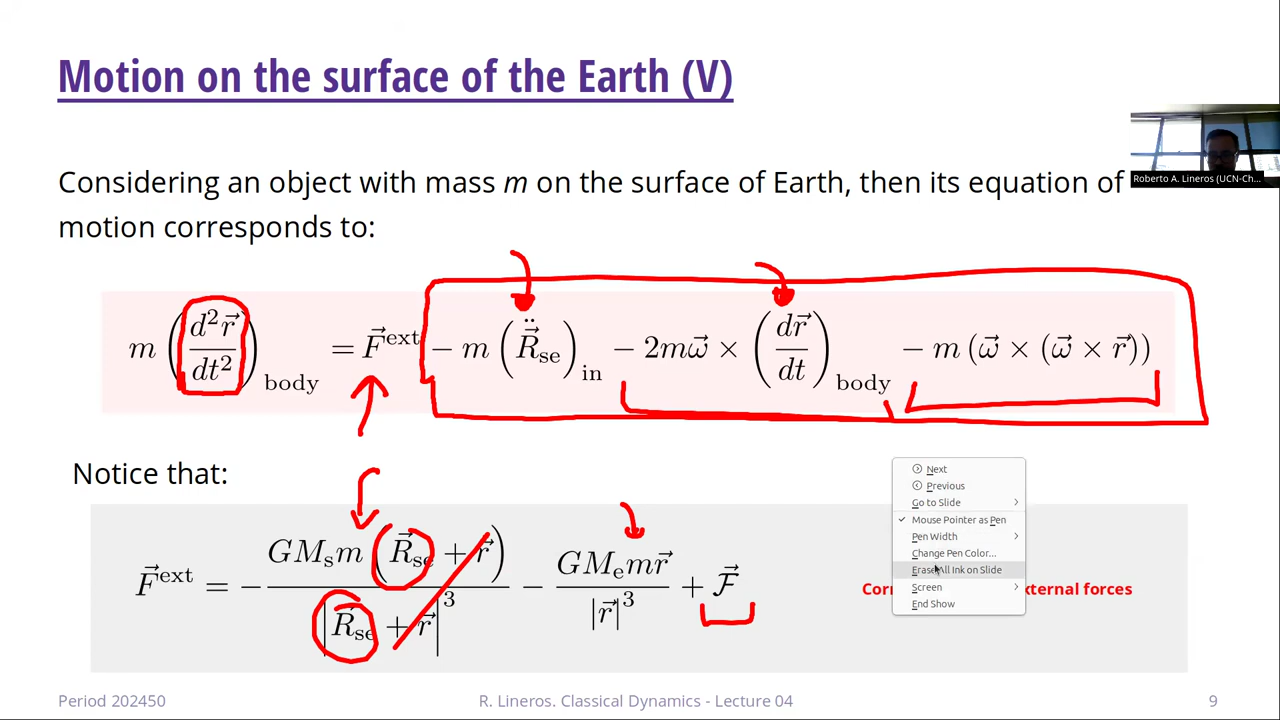 Motion on the surface of the Earth (V)
Roberto A. Lineros (UCN-Ch...
Considering an object with mass m on the surface of Earth, then its equation of
motion corresponds to:
m (d²r⃗/dt²)_body = F⃗^ext − m (R̈⃗_se)_in − 2mω⃗ × (dr⃗/dt)_body − m (ω⃗ × (ω⃗ × r⃗))
Notice that:
F⃗^ext = − GM_s m (R⃗_se + r⃗) / |R⃗_se + r⃗|³ − GM_e m r⃗ / |r⃗|³ + ℱ⃗
external forces
Next
Previous
Go to Slide
Mouse Pointer as Pen
Pen Width
Change Pen Color...
Erase All Ink on Slide
Screen
End Show
Period 202450
R. Lineros. Classical Dynamics - Lecture 04
9